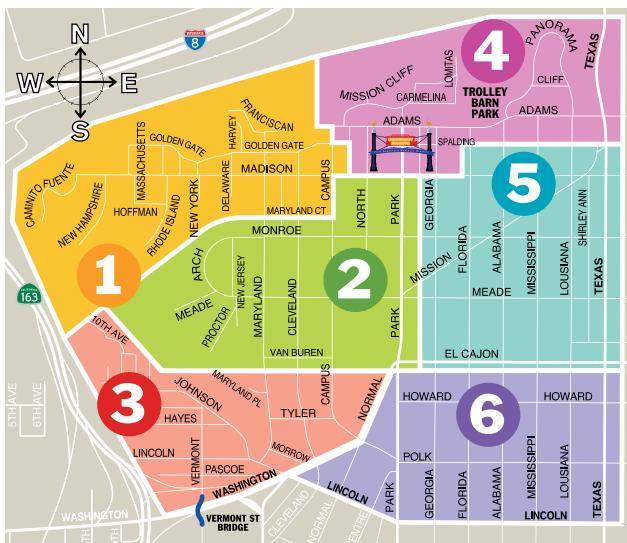 N
W
E
S
INTERSTATE
8
CALIFORNIA
163
4
PANORAMA
TEXAS
LOMITAS
MISSION CLIFF
CLIFF
CARMELINA
TROLLEY
BARN
PARK
ADAMS
ADAMS
SPALDING
FRANCISCAN
HARVEY
MASSACHUSETTS
GOLDEN GATE
GOLDEN GATE
CAMINITO FUENTE
MADISON
CAMPUS
DELAWARE
NEW YORK
NEW HAMPSHIRE
HOFFMAN
RHODE ISLAND
MARYLAND CT
1
NORTH
PARK
GEORGIA
5
SHIRLEY ANN
MONROE
ARCH
2
MISSION
FLORIDA
ALABAMA
MISSISSIPPI
LOUISIANA
TEXAS
NEW JERSEY
MARYLAND
CLEVELAND
MEADE
MEADE
PROCTOR
PARK
10TH AVE
VAN BUREN
EL CAJON
3
JOHNSON
MARYLAND PL
CAMPUS
NORMAL
HOWARD
HOWARD
6
5TH AVE
6TH AVE
HAYES
TYLER
LINCOLN
VERMONT
PASCOE
MORROW
POLK
WASHINGTON
LINCOLN
PARK
GEORGIA
FLORIDA
ALABAMA
MISSISSIPPI
LOUISIANA
TEXAS
LINCOLN
WASHINGTON
VERMONT ST
BRIDGE
CLEVELAND
NORMAL
CENTRE